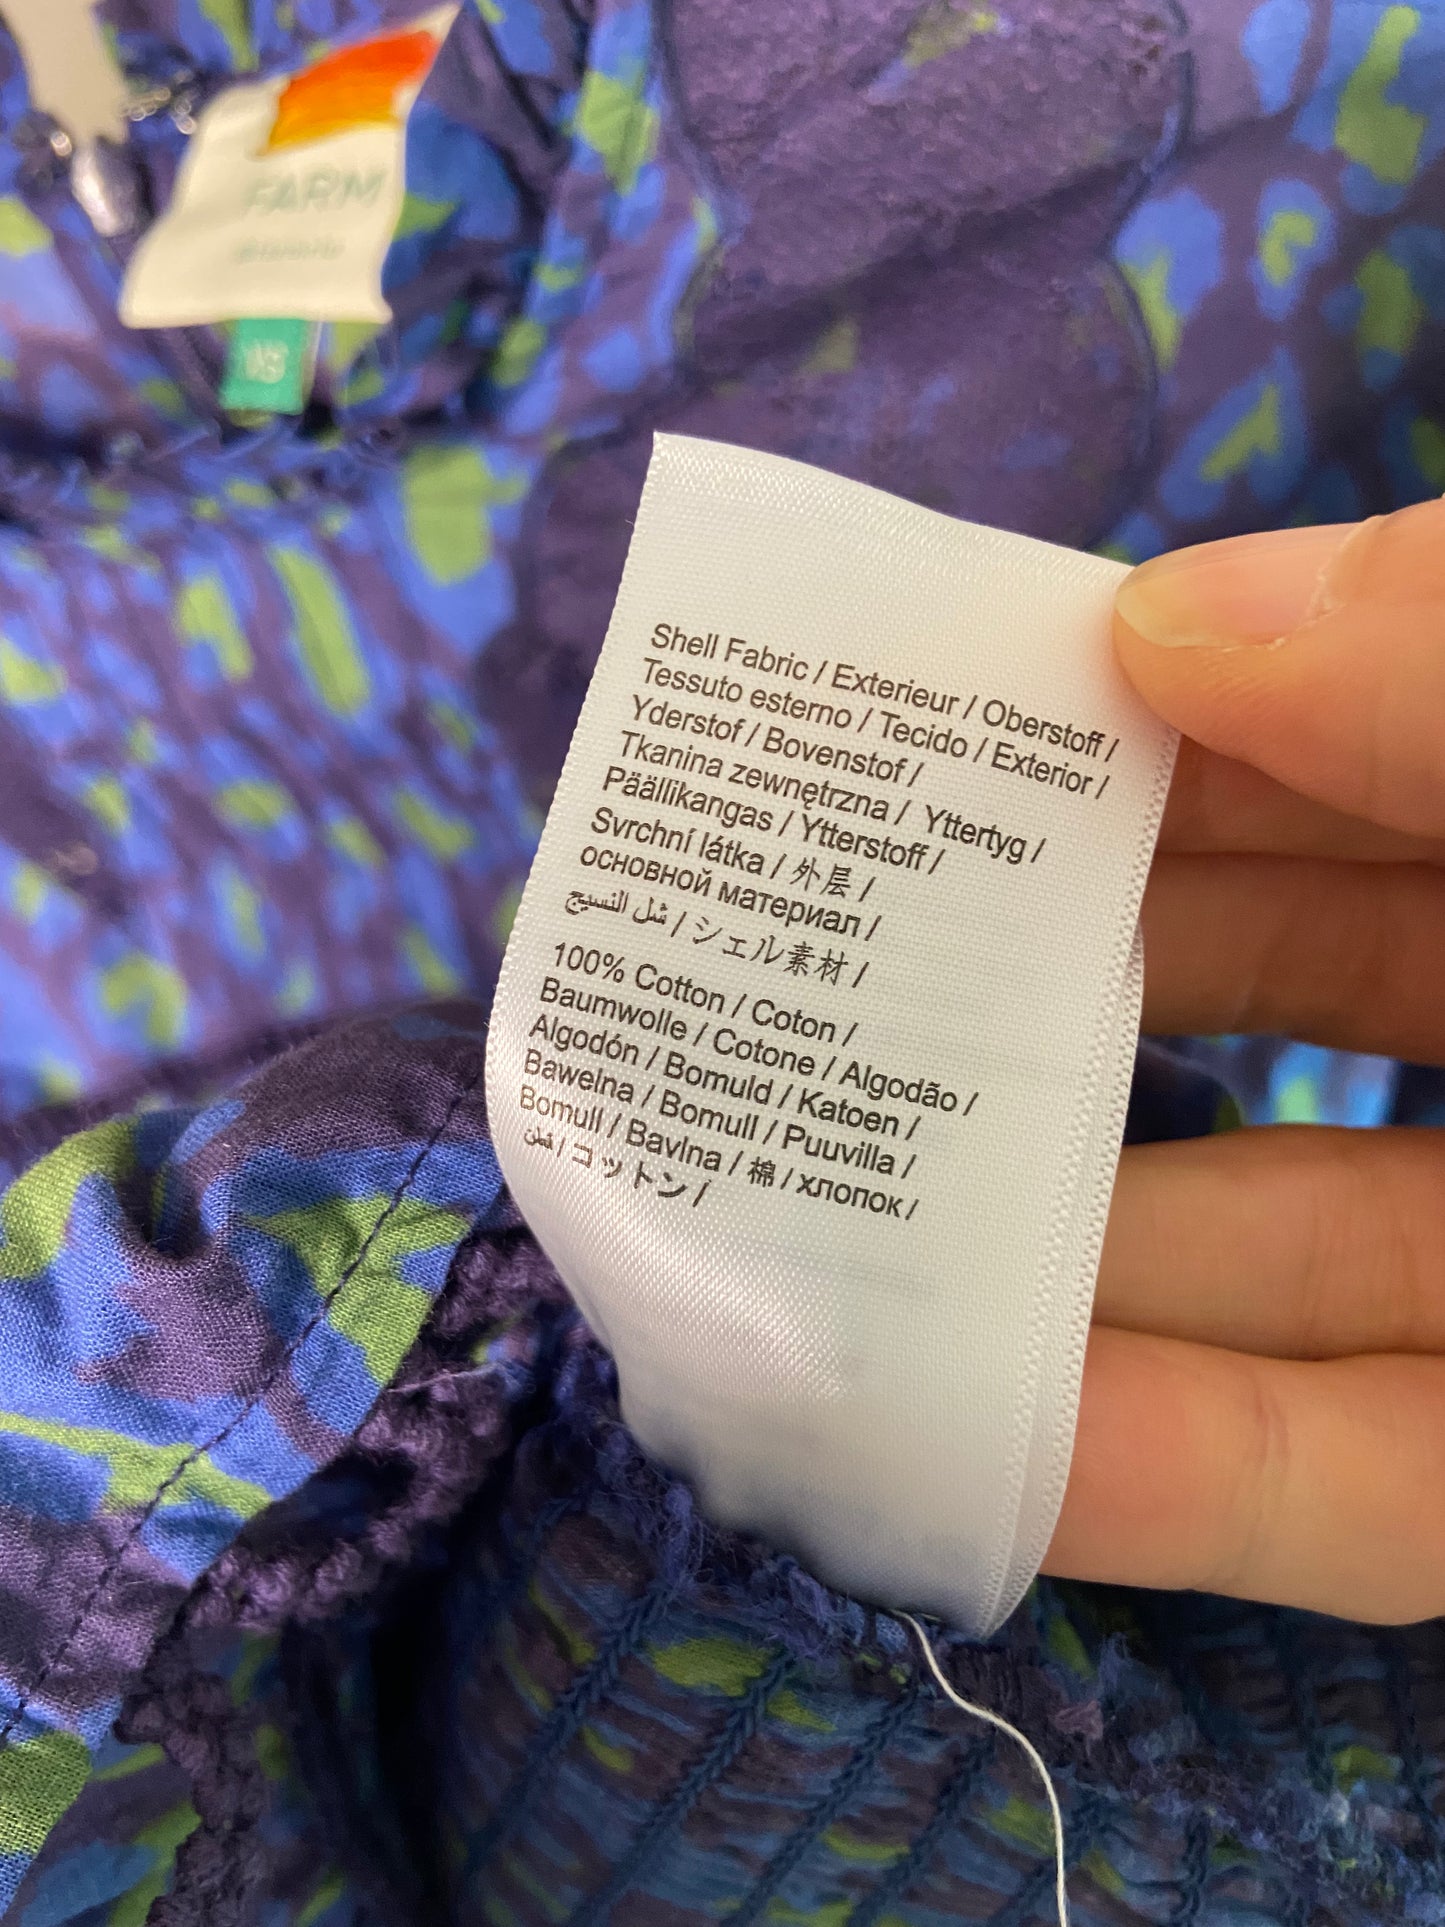 FARM
XS
Shell Fabric / Exterieur / Oberstoff /
Tessuto esterno / Tecido / Exterior /
Yderstof / Bovenstof /
Tkanina zewnętrzna / Yttertyg /
Päällikangas / Ytterstoff /
Svrchní látka / 外层 /
основной материал /
شل النسيج / シェル素材 /
100% Cotton / Coton /
Baumwolle / Cotone / Algodão /
Algodón / Bomuld / Katoen /
Bawelna / Bomull / Puuvilla /
Bomull / Bavlna / 棉 / хлопок /
قطن / コットン /